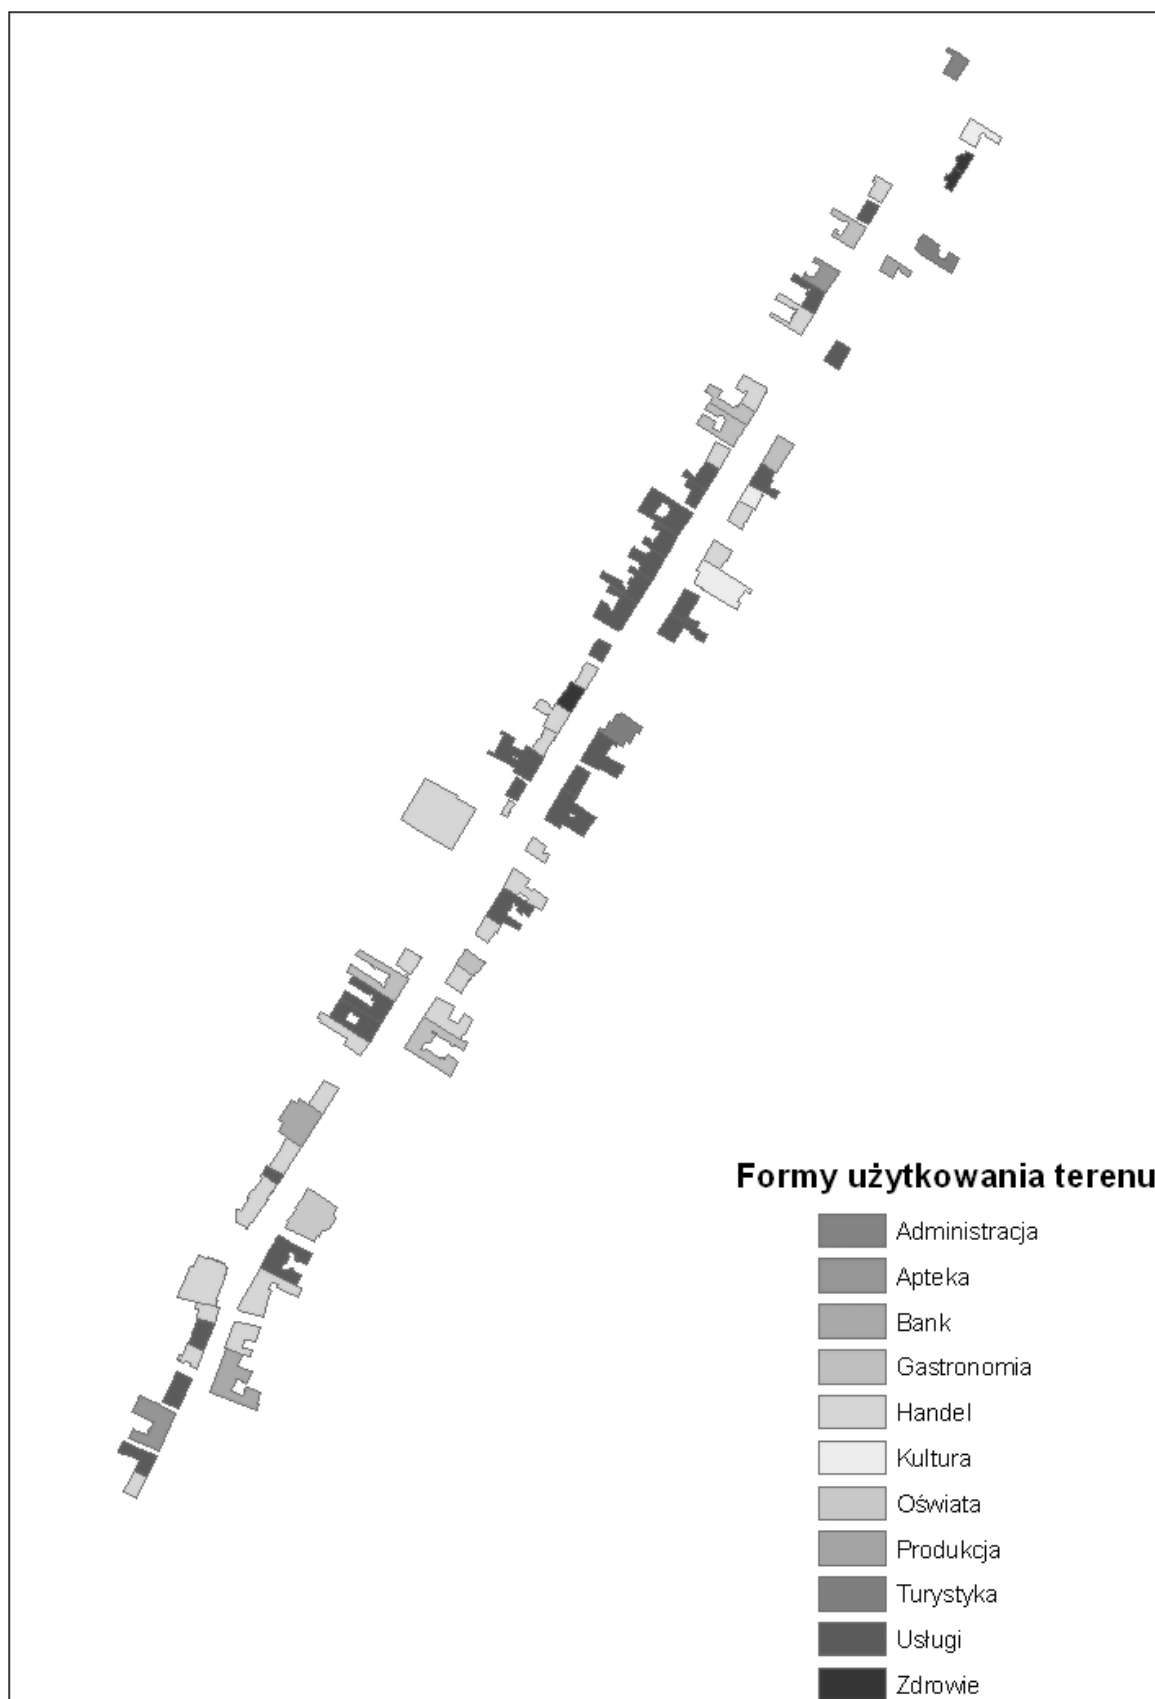 Formy użytkowania terenu
Administracja
Apteka
Bank
Gastronomia
Handel
Kultura
Oświata
Produkcja
Turystyka
Usługi
Zdrowie